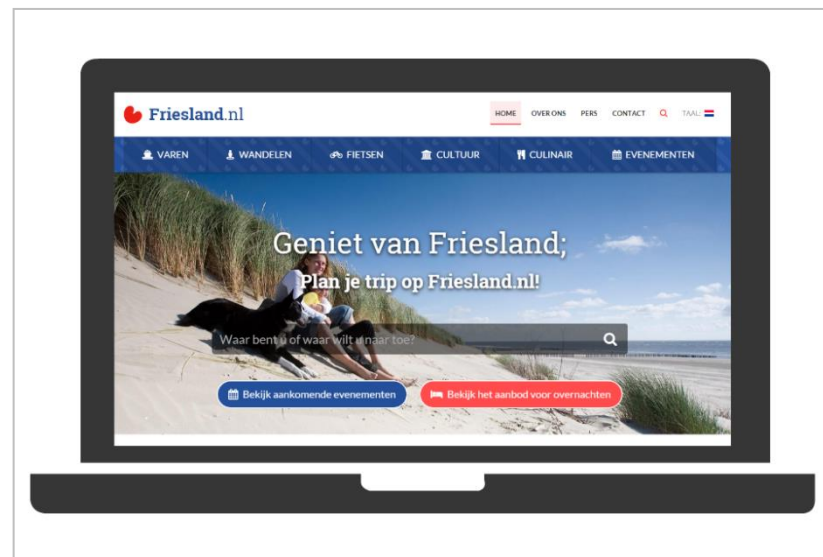 Friesland.nl
HOME OVER ONS PERS CONTACT TAAL:
VAREN WANDELEN FIETSEN CULTUUR CULINAIR EVENEMENTEN
Geniet van Friesland;
Plan je trip op Friesland.nl!
Waar bent u of waar wilt u naar toe?
Bekijk aankomende evenementen Bekijk het aanbod voor overnachten